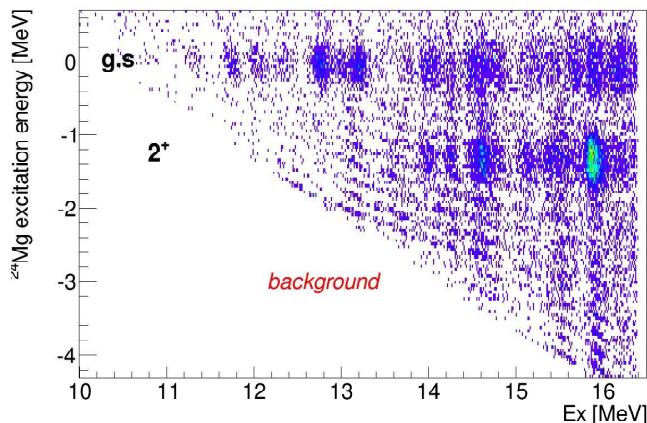 ²⁴Mg excitation energy [MeV]
0
-1
-2
-3
-4
g.s
2⁺
background
10 11 12 13 14 15 16
Ex [MeV]